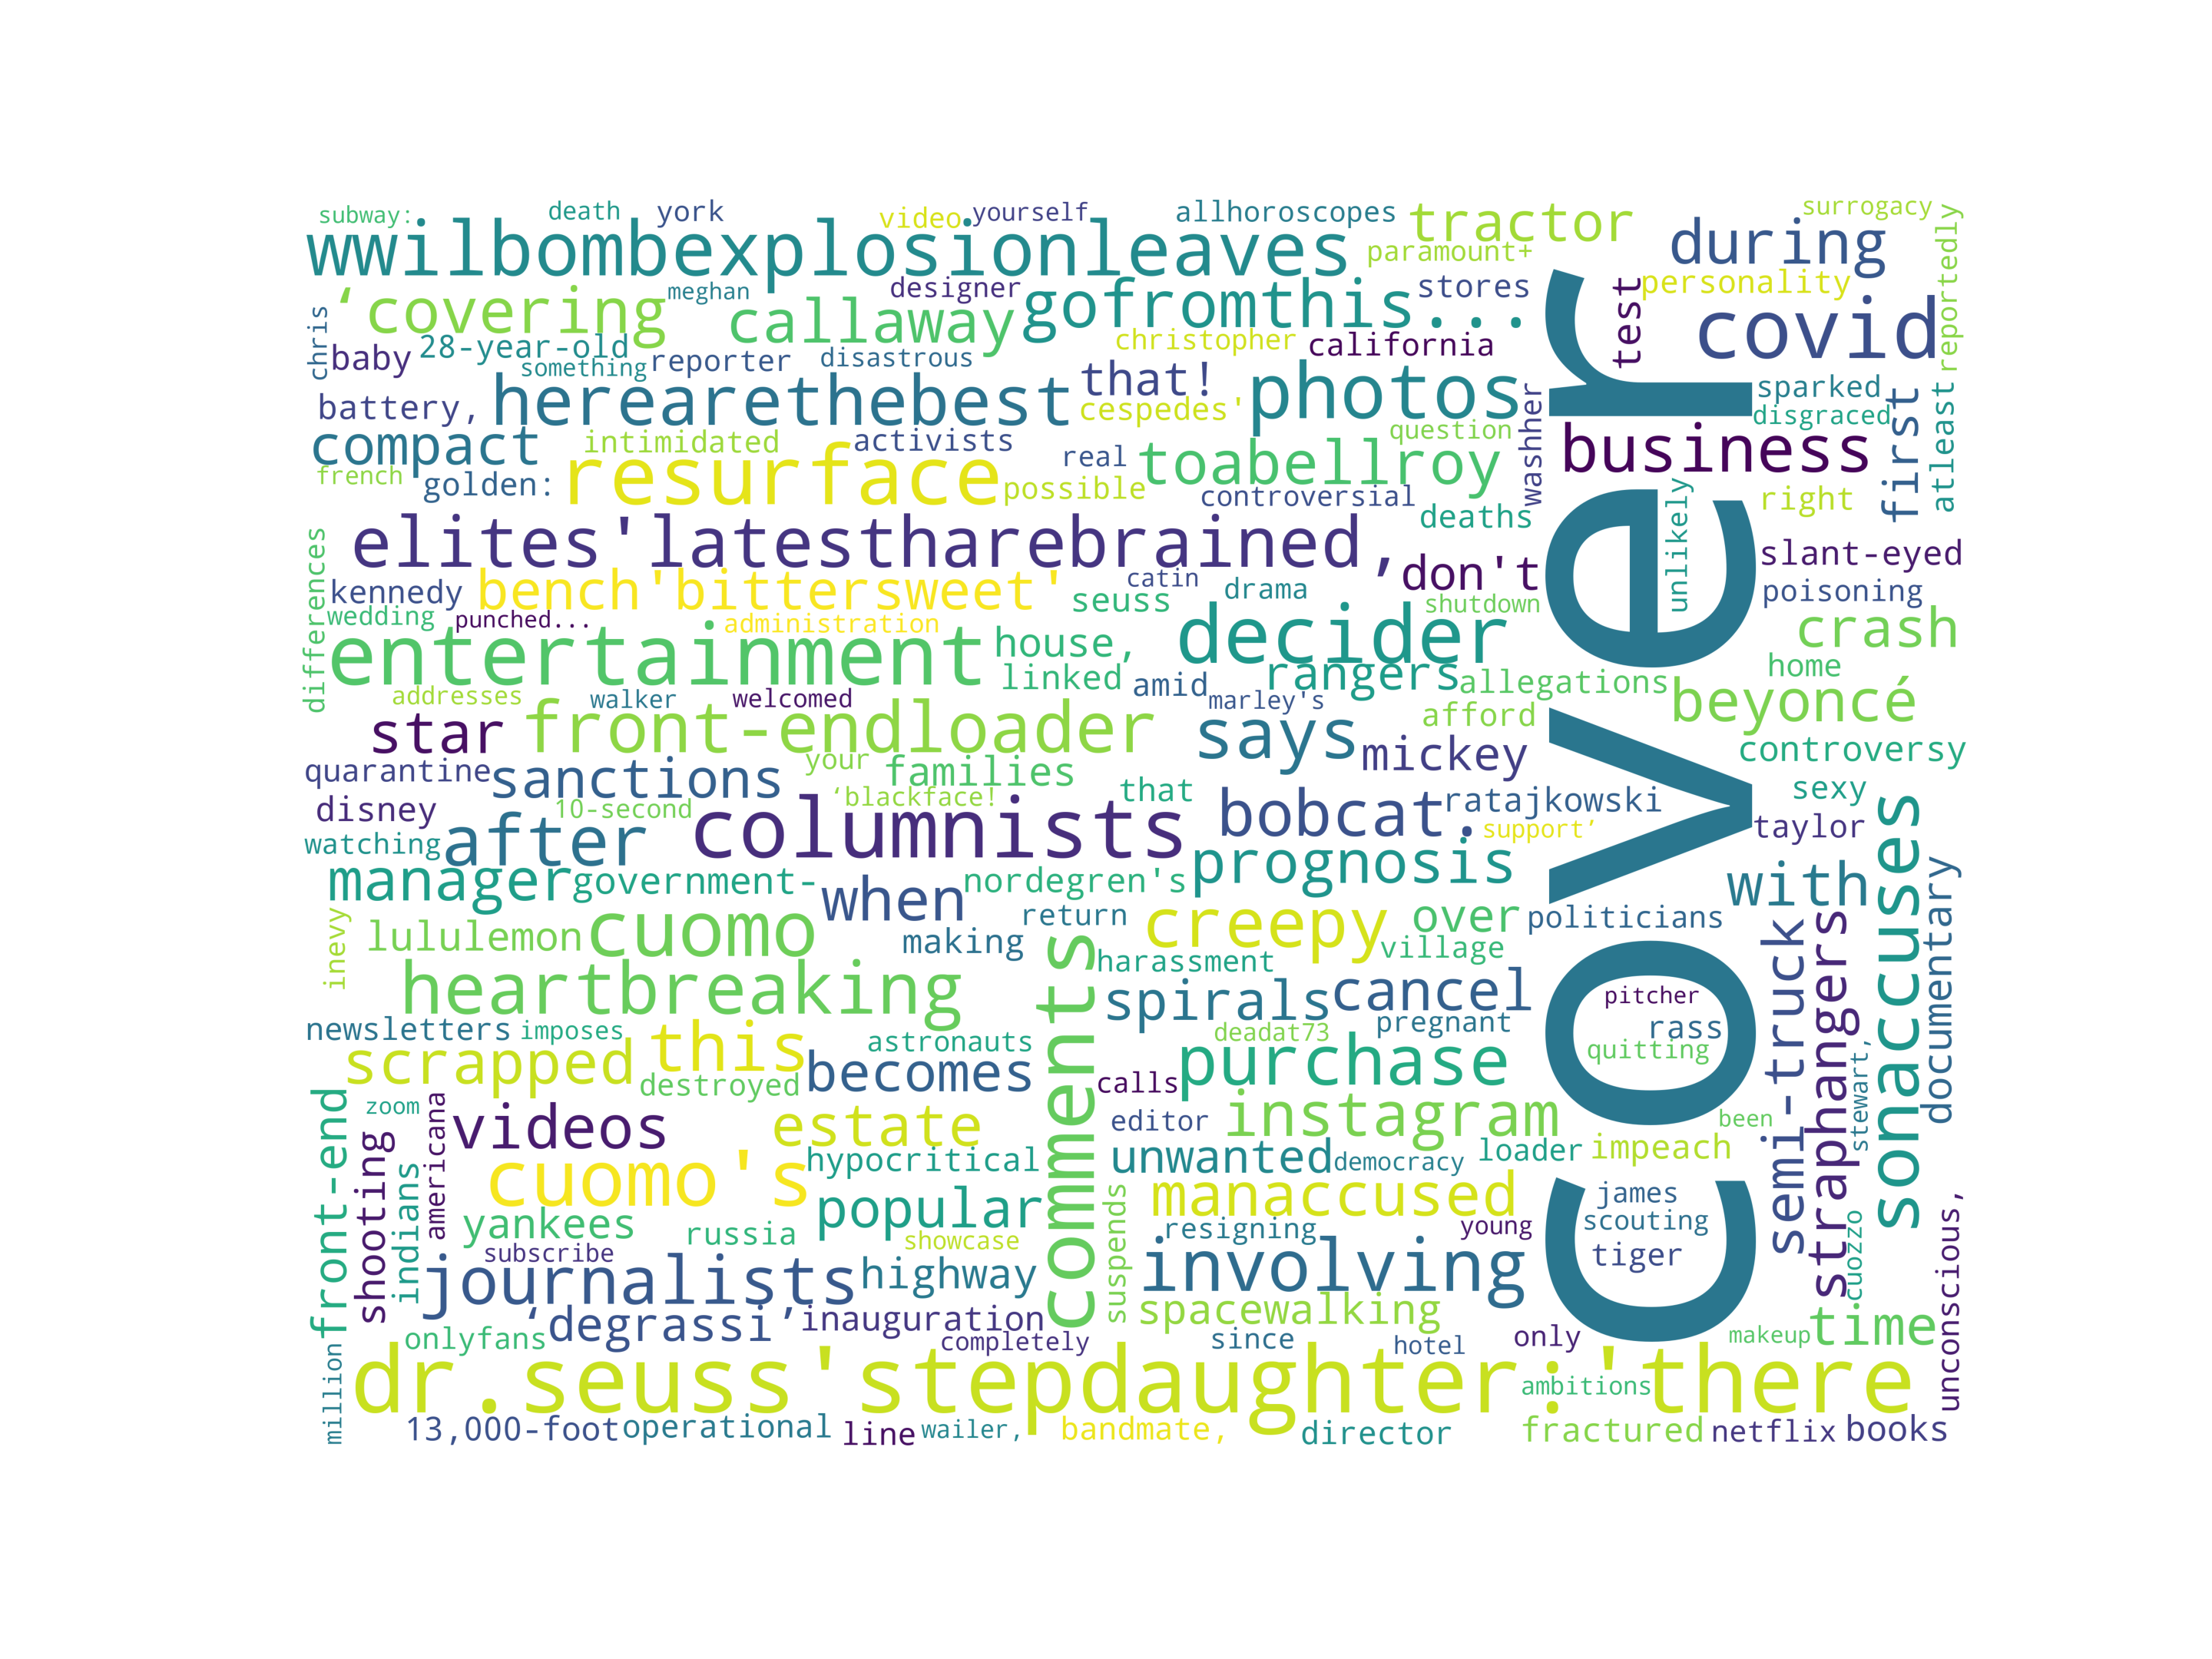 subway: death york video yourself allhoroscopes tractor surrogacy
wwilbombexplosionleaves paramount+ during reportedly
‘covering meghan designer gofromthis... stores test personality
chris callaway christopher california covid
baby 28-year-old something reporter disastrous
battery, herearethebest that! photos washher sparked
compact cespedes' disgraced first atleast
intimidated activists question business
french golden: resurface real toabellroy
possible controversial right
differences elites'latestharebrained, deaths unlikely slant-eyed
kennedy bench'bittersweet' catin drama don't poisoning
wedding punched... administration seuss shutdown crash
entertainment house, decider home
linked amid rangers allegations beyoncé
addresses walker welcomed marley's afford
star front-endloader says mickey controversy
quarantine sanctions your families sexy
disney 10-second ‘blackface! that bobcat. ratajkowski taylor
watching after columnists support’
manager government- nordegren's prognosis with
when return creepy over politicians
inevy lululemon cuomo making village
heartbreaking comments harassment
spirals cancel pitcher
newsletters imposes this astronauts deadat73 pregnant rass
scrapped destroyed becomes calls purchase quitting
cover
semi-truck straphangers sonaccuses documentary
front-end zoom videos estate editor instagram been stewart,
shooting americana hypocritical unwanted democracy loader impeach
indians cuomo's popular suspends manaccused james
yankees russia showcase resigning young scouting
subscribe journalists highway involving tiger cuozzo unconscious,
‘degrassi’ inauguration spacewalking
onlyfans completely since hotel only makeup time
million dr.seuss'stepdaughter:'there ambitions
13,000-foot operational line wailer, bandmate, director fractured netflix books